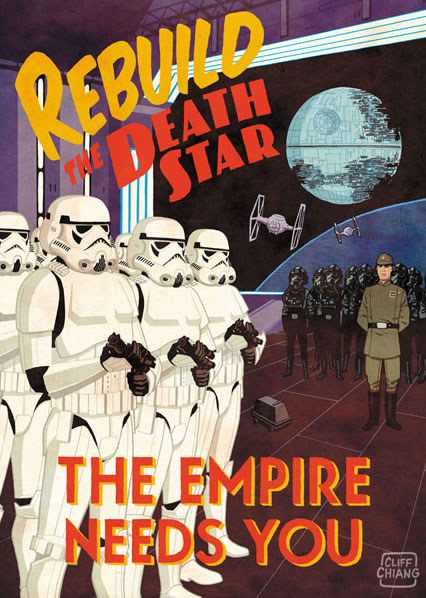 REBUILD
THE DEATH
STAR
THE EMPIRE
NEEDS YOU
CLIFF
CHIANG